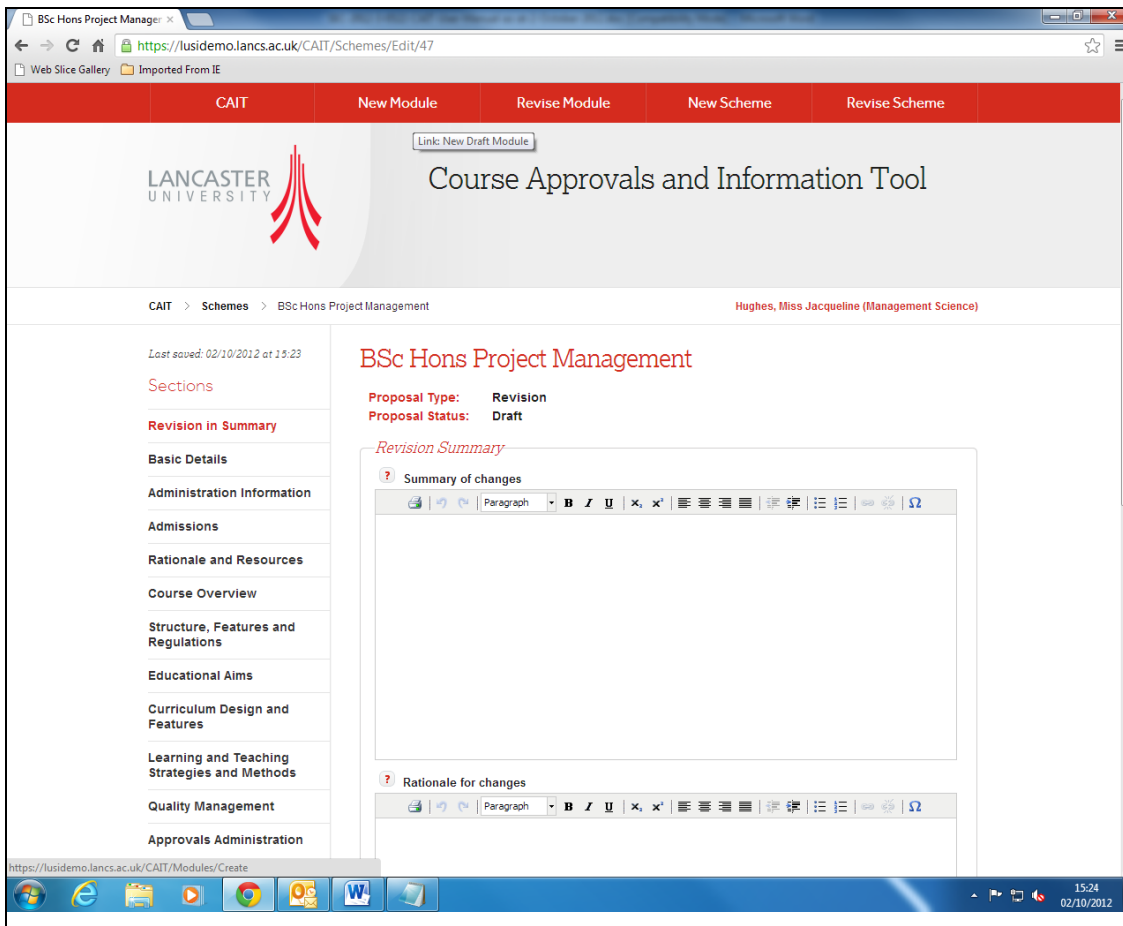 BSc Hons Project Manager ×
https://lusidemo.lancs.ac.uk/CAIT/Schemes/Edit/47
Web Slice Gallery Imported From IE
CAIT New Module Revise Module New Scheme Revise Scheme
Link: New Draft Module
LANCASTER
UNIVERSITY
Course Approvals and Information Tool
CAIT > Schemes > BSc Hons Project Management
Hughes, Miss Jacqueline (Management Science)
Last saved: 02/10/2012 at 15:23
Sections
Revision in Summary
Basic Details
Administration Information
Admissions
Rationale and Resources
Course Overview
Structure, Features and
Regulations
Educational Aims
Curriculum Design and
Features
Learning and Teaching
Strategies and Methods
Quality Management
Approvals Administration
BSc Hons Project Management
Proposal Type: Revision
Proposal Status: Draft
Revision Summary
? Summary of changes
Paragraph B I U x₂ x² Ω
? Rationale for changes
Paragraph B I U x₂ x² Ω
https://lusidemo.lancs.ac.uk/CAIT/Modules/Create
15:24
02/10/2012